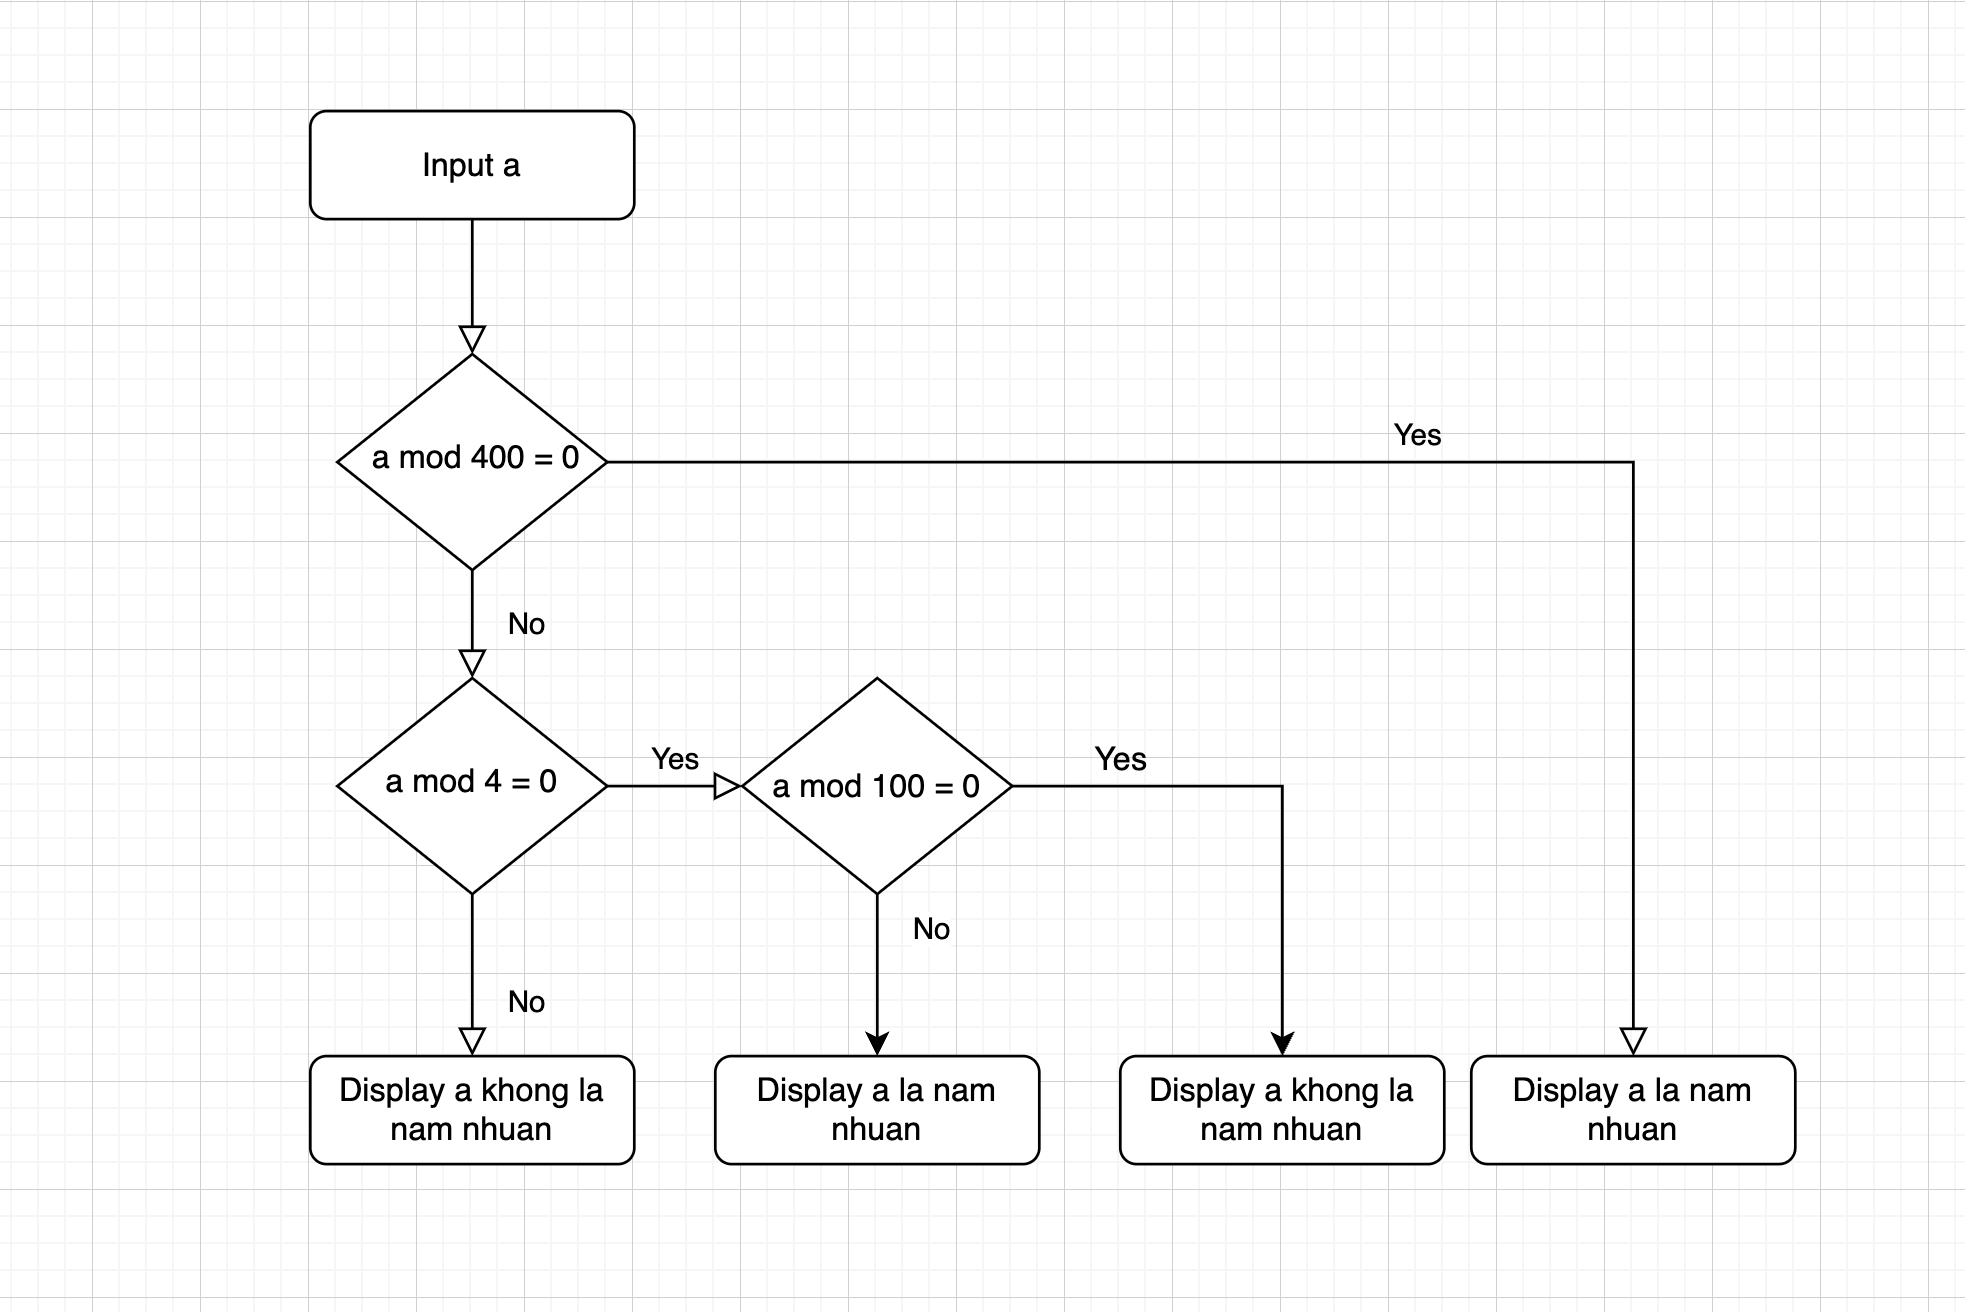 Input a
a mod 400 = 0
Yes
No
a mod 4 = 0
Yes
a mod 100 = 0
Yes
No
No
Display a khong la
nam nhuan
Display a la nam
nhuan
Display a khong la
nam nhuan
Display a la nam
nhuan